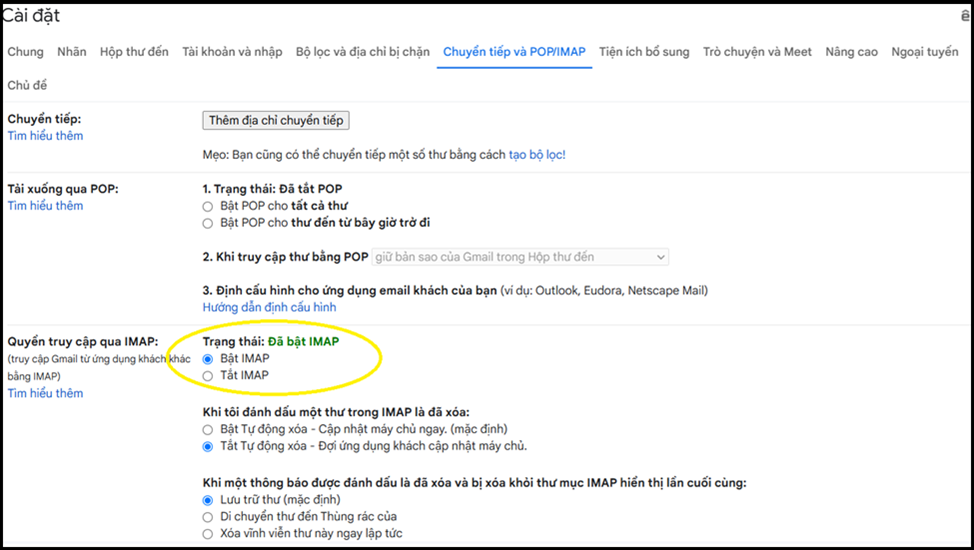 Cài đặt
Chung Nhãn Hộp thư đến Tài khoản và nhập Bộ lọc và địa chỉ bị chặn Chuyển tiếp và POP/IMAP Tiện ích bổ sung Trò chuyện và Meet Nâng cao Ngoại tuyến
Chủ đề
Chuyển tiếp: Thêm địa chỉ chuyển tiếp
Tìm hiểu thêm
Mẹo: Bạn cũng có thể chuyển tiếp một số thư bằng cách tạo bộ lọc!
Tải xuống qua POP: 1. Trạng thái: Đã tắt POP
Tìm hiểu thêm Bật POP cho tất cả thư
Bật POP cho thư đến từ bây giờ trở đi
2. Khi truy cập thư bằng POP giữ bản sao của Gmail trong Hộp thư đến
3. Định cấu hình cho ứng dụng email khách của bạn (ví dụ: Outlook, Eudora, Netscape Mail)
Hướng dẫn định cấu hình
Quyền truy cập qua IMAP: Trạng thái: Đã bật IMAP
(truy cập Gmail từ ứng dụng khách khác Bật IMAP
bằng IMAP) Tắt IMAP
Tìm hiểu thêm
Khi tôi đánh dấu một thư trong IMAP là đã xóa:
Bật Tự động xóa - Cập nhật máy chủ ngay. (mặc định)
Tắt Tự động xóa - Đợi ứng dụng khách cập nhật máy chủ.
Khi một thông báo được đánh dấu là đã xóa và bị xóa khỏi thư mục IMAP hiển thị lần cuối cùng:
Lưu trữ thư (mặc định)
Di chuyển thư đến Thùng rác của
Xóa vĩnh viễn thư này ngay lập tức